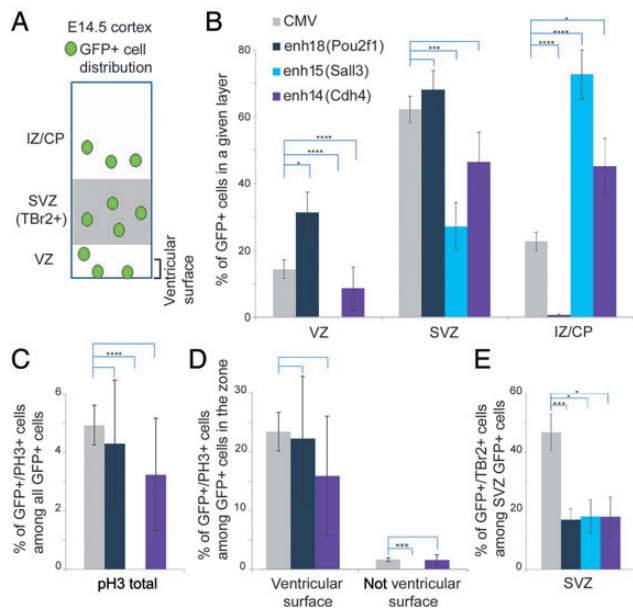 A
E14.5 cortex
GFP+ cell
distribution
IZ/CP
SVZ
(TBr2+)
VZ
Ventricular
surface
B
% of GFP+ cells in a given layer
80
60
40
20
0
CMV
enh18(Pou2f1)
enh15(Sall3)
enh14(Cdh4)
*
****
****
***
*
****
****
VZ
SVZ
IZ/CP
C
% of GFP+/PH3+ cells
among all GFP+ cells
6
4
2
0
****
pH3 total
D
% of GFP+/PH3+ cells
among GFP+ cells in the zone
30
20
10
0
***
Ventricular
surface
Not ventricular
surface
E
% of GFP+/TBr2+ cells
among SVZ GFP+ cells
60
40
20
0
***
*
*
SVZ